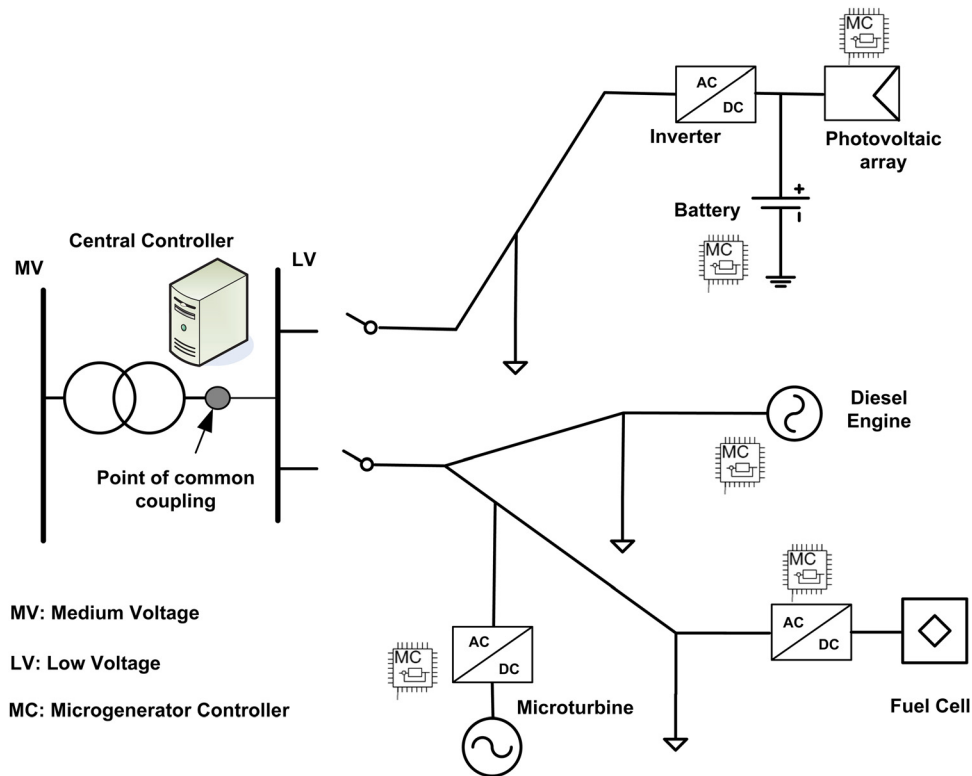 MC
AC
DC
Inverter
Photovoltaic
array
Battery
+
MC
Central Controller
MV
LV
Diesel
Engine
Point of common
coupling
MC
MC
MV: Medium Voltage
AC
DC
AC
DC
LV: Low Voltage
MC
MC: Microgenerator Controller
Microturbine
Fuel Cell